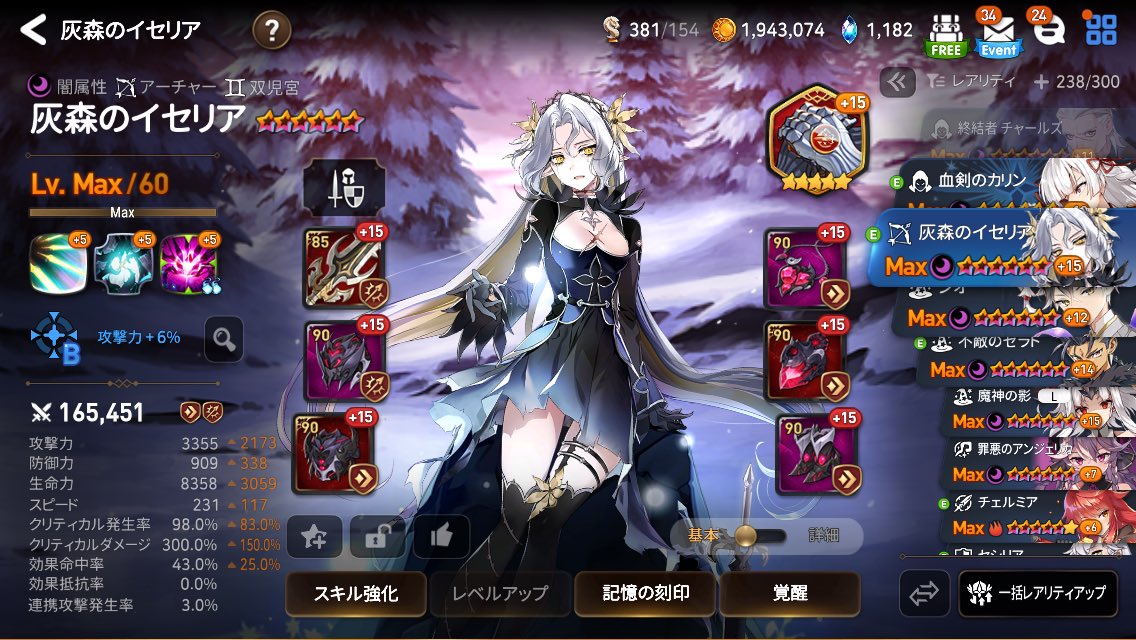 灰森のイセリア
?
381/154
1,943,074
1,182
FREE
34
Event
24
闇属性 アーチャー 双児宮
灰森のイセリア
Lv. Max/60
Max
+5
+5
+5
B
攻撃力+6%
165,451
攻撃力 3355 2173
防御力 909 338
生命力 8358 3059
スピード 231 117
クリティカル発生率 98.0% 83.0%
クリティカルダメージ 300.0% 150.0%
効果命中率 43.0% 25.0%
効果抵抗率 0.0%
連携攻撃発生率 3.0%
85 +15
90 +15
90 +15
+15
90 +15
90 +15
90 +15
基本 詳細
スキル強化
レベルアップ
記憶の刻印
覚醒
レアリティ
238/300
終結者 チャールズ
E 血剣のカリン
E 灰森のイセリア
Max +15
Max +12
E 不敵のセクト
Max +14
魔神の影 L
Max +15
罪悪のアンジェリカ
Max +7
E チェルミア
Max +6
一括レアリティアップ